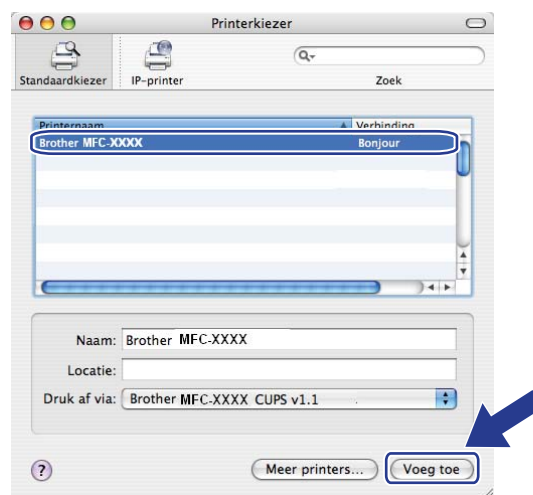 Printerkiezer
Standaardkiezer IP-printer Zoek
Printernaam Verbinding
Brother MFC-XXXX Bonjour
Naam: Brother MFC-XXXX
Locatie:
Druk af via: Brother MFC-XXXX CUPS v1.1
? Meer printers... Voeg toe